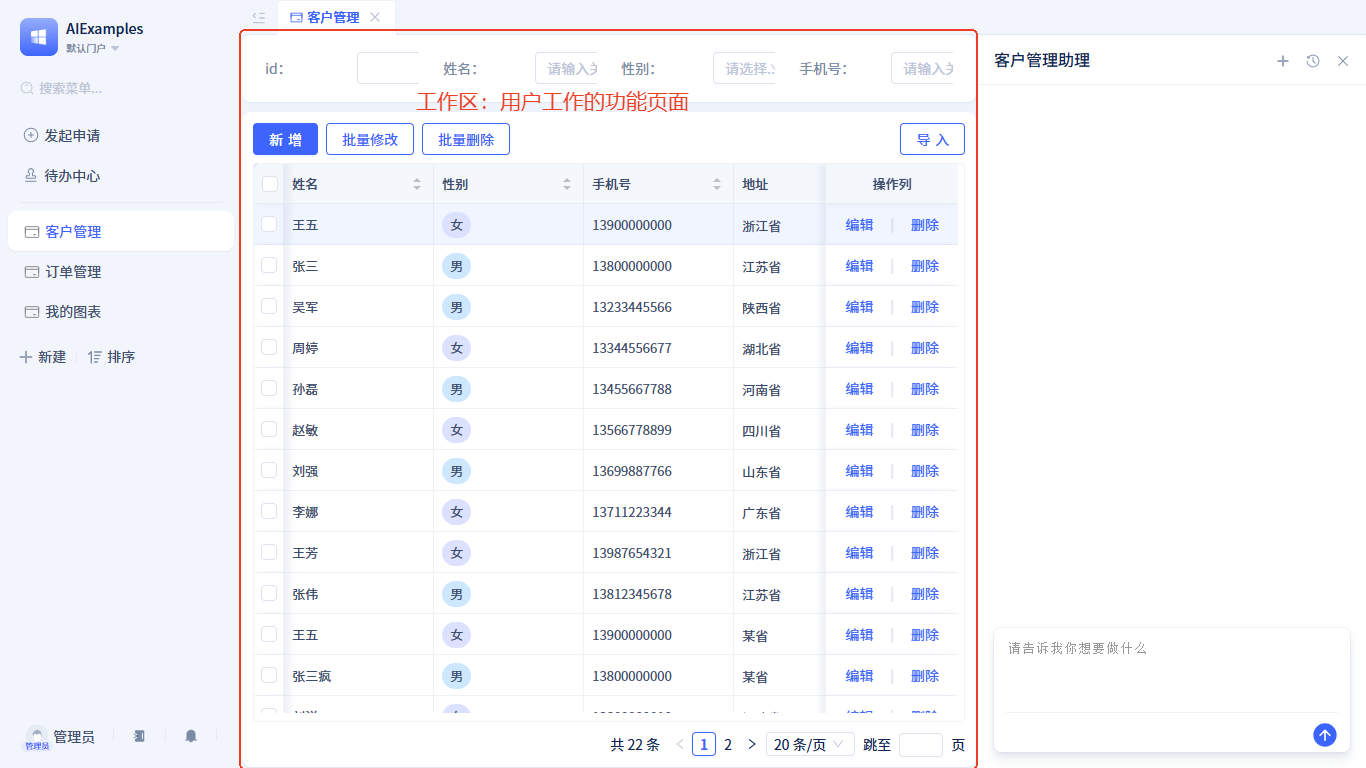 AIExamples
默认门户
搜索菜单...
发起申请
待办中心
客户管理
订单管理
我的图表
新建
排序
管理员
管理员
客户管理
id：
姓名：
请输入关
性别：
请选择..
手机号：
请输入关
工作区：用户工作的功能页面
新 增
批量修改
批量删除
导 入
姓名 性别 手机号 地址 操作列
王五 女 13900000000 浙江省 编辑 删除
张三 男 13800000000 江苏省 编辑 删除
吴军 男 13233445566 陕西省 编辑 删除
周婷 女 13344556677 湖北省 编辑 删除
孙磊 男 13455667788 河南省 编辑 删除
赵敏 女 13566778899 四川省 编辑 删除
刘强 男 13699887766 山东省 编辑 删除
李娜 女 13711223344 广东省 编辑 删除
王芳 女 13987654321 浙江省 编辑 删除
张伟 男 13812345678 江苏省 编辑 删除
王五 女 13900000000 某省 编辑 删除
张三疯 男 13800000000 某省 编辑 删除
共 22 条 1 2 20 条/页 跳至 页
客户管理助理
请告诉我你想要做什么